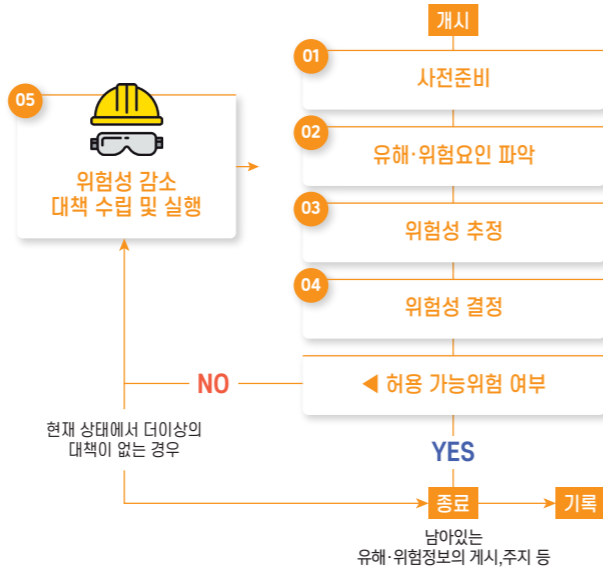 개시
01
사전준비
02
유해·위험요인 파악
03
위험성 추정
04
위험성 결정
◀ 허용 가능위험 여부
05
위험성 감소
대책 수립 및 실행
NO
현재 상태에서 더이상의
대책이 없는 경우
YES
종료
기록
남아있는
유해·위험정보의 게시,주지 등